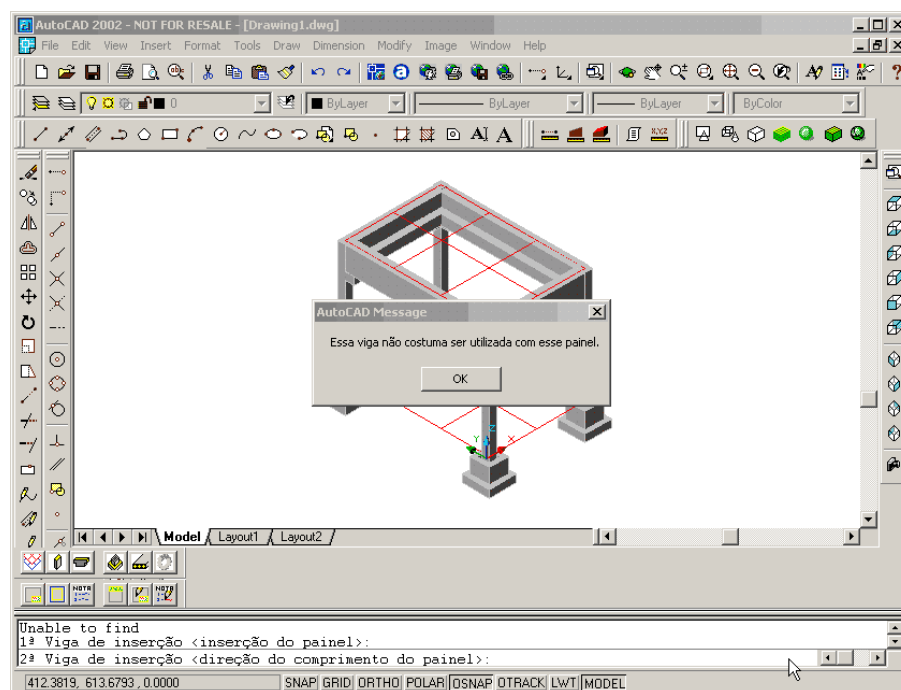 AutoCAD 2002 - NOT FOR RESALE - [Drawing1.dwg]
File Edit View Insert Format Tools Draw Dimension Modify Image Window Help
0 ByLayer ByLayer ByLayer ByColor
AI A X,Y,Z
AutoCAD Message
Essa viga não costuma ser utilizada com esse painel.
OK
Y Z X
Model Layout1 Layout2
NOTA
Unable to find
1ª Viga de inserção <inserção do painel>:
2ª Viga de inserção <direção do comprimento do painel>:
412.3819, 613.6793 , 0.0000 SNAP GRID ORTHO POLAR OSNAP OTRACK LWT MODEL